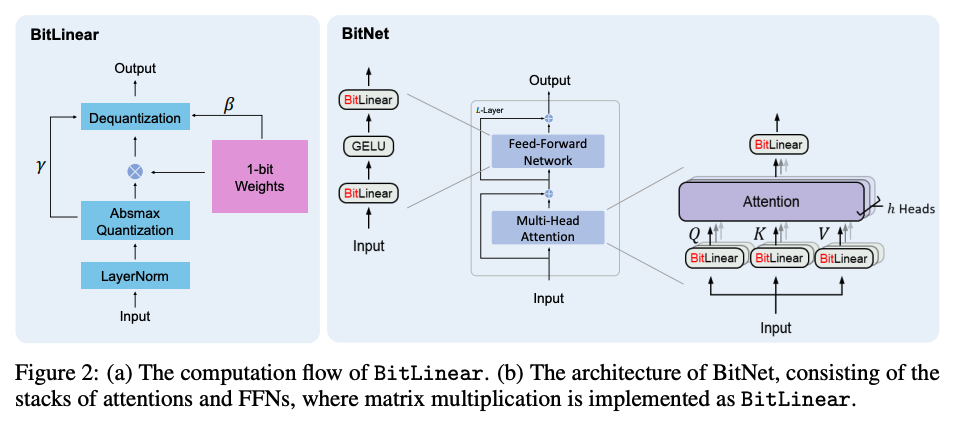 BitLinear
Output
Dequantization
β
γ
1-bit
Weights
Absmax
Quantization
LayerNorm
Input
BitNet
BitLinear
GELU
BitLinear
Input
Output
L-Layer
Feed-Forward
Network
Multi-Head
Attention
Input
BitLinear
Attention
h Heads
Q K V
BitLinear BitLinear BitLinear
Input
Figure 2: (a) The computation flow of BitLinear. (b) The architecture of BitNet, consisting of the
stacks of attentions and FFNs, where matrix multiplication is implemented as BitLinear.